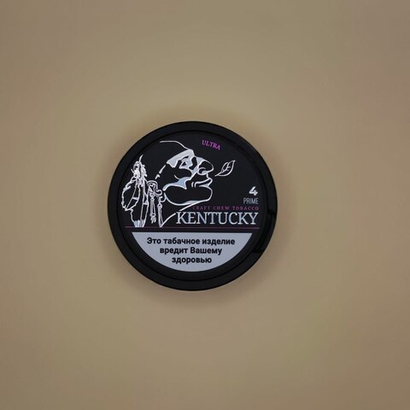 ULTRA
4
PRIME
CRAFT CHEW TOBACCO
KENTUCKY
Это табачное изделие
вредит Вашему
здоровью